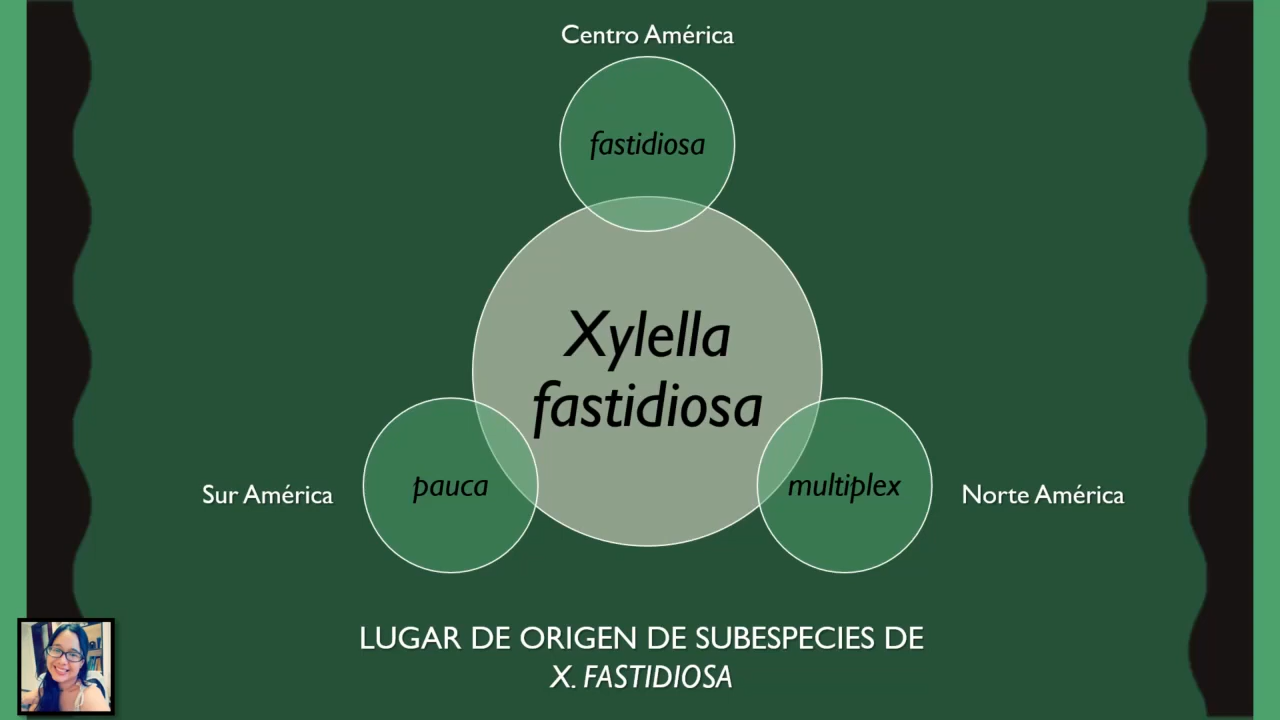 Centro América
fastidiosa
Xylella
fastidiosa
pauca
multiplex
Sur América
Norte América
LUGAR DE ORIGEN DE SUBESPECIES DE
X. FASTIDIOSA